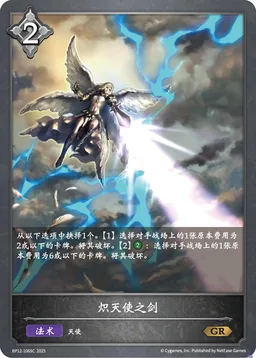 2
从以下选项中抉择1个。【1】选择对手战场上的1张原本费用为
2或以下的卡牌。将其破坏。【2】②：选择对手战场上的1张原本
费用为6或以下的卡牌。将其破坏。
炽天使之剑
法术 天使 GR
BP12-100SC 2025 © Cygames, Inc. Published by NetEase Games